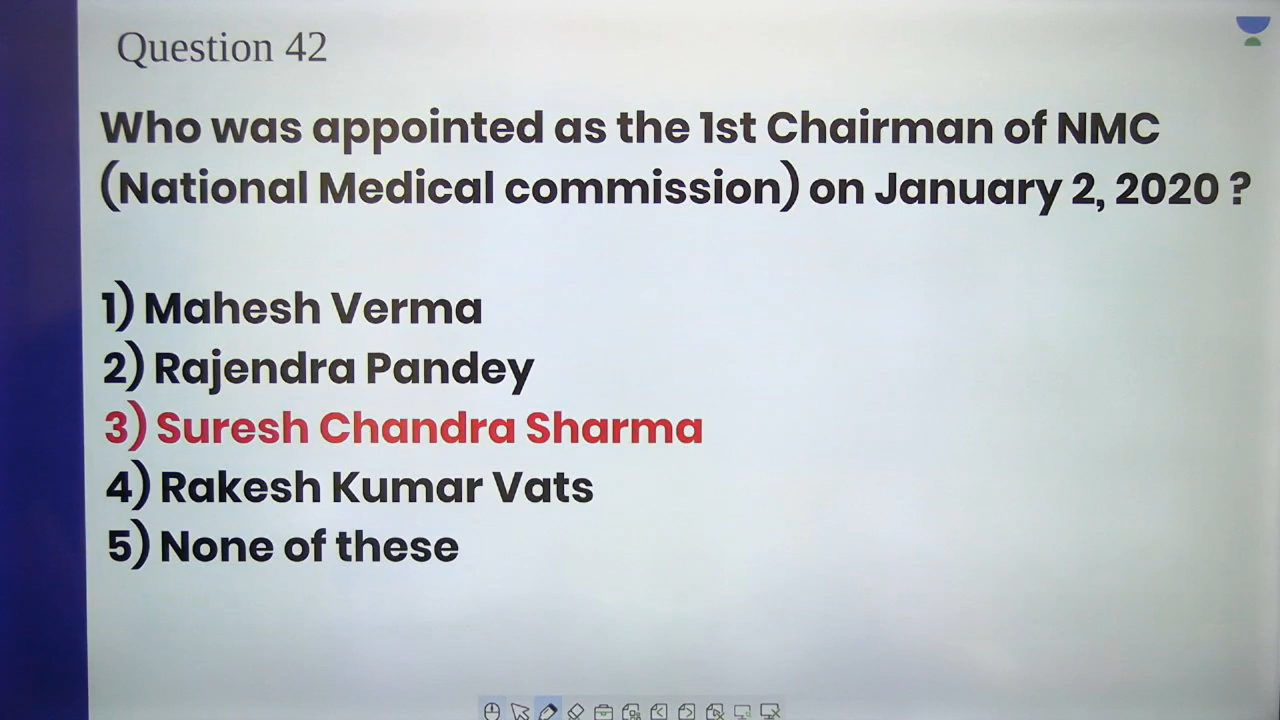 Question 42
Who was appointed as the 1st Chairman of NMC
(National Medical commission) on January 2, 2020 ?
1) Mahesh Verma
2) Rajendra Pandey
3) Suresh Chandra Sharma
4) Rakesh Kumar Vats
5) None of these